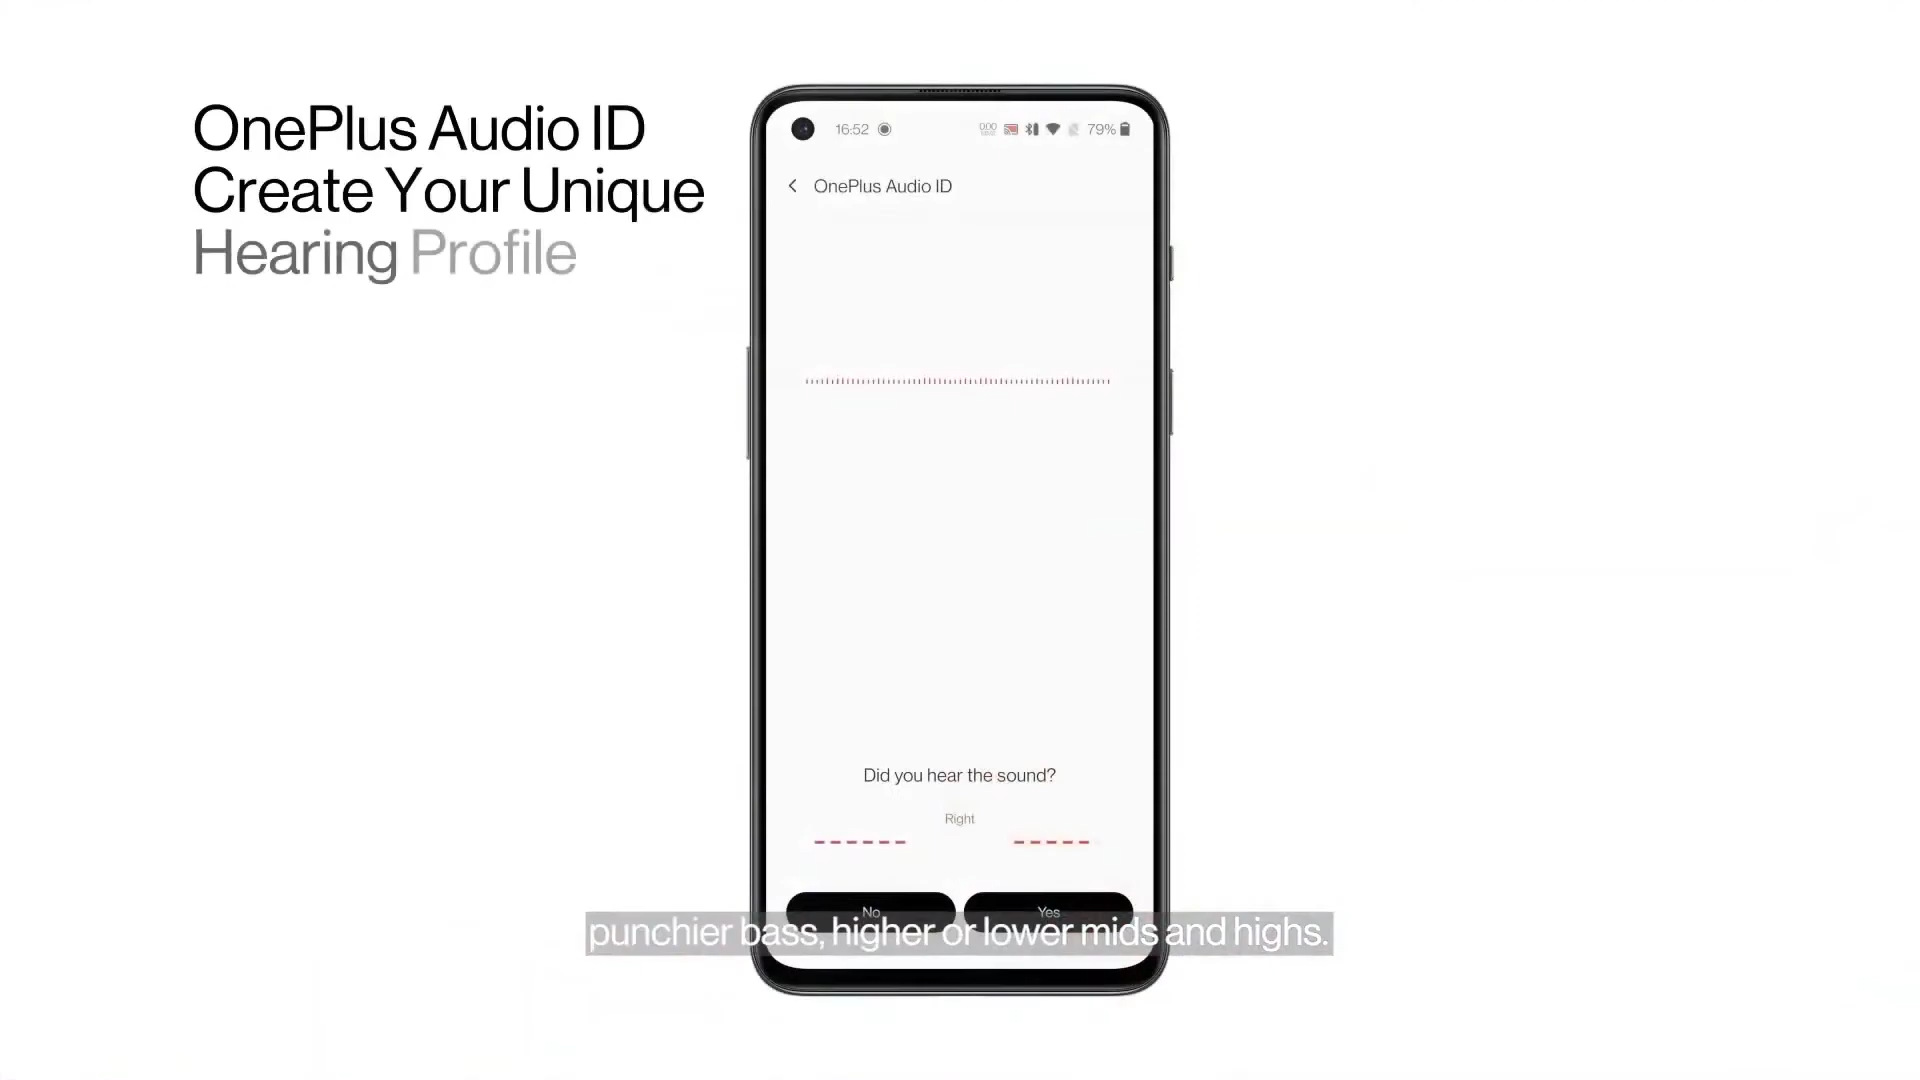 OnePlus Audio ID
Create Your Unique
Hearing Profile
16:52
79%
OnePlus Audio ID
Did you hear the sound?
Right
No
Yes
punchier bass, higher or lower mids and highs.